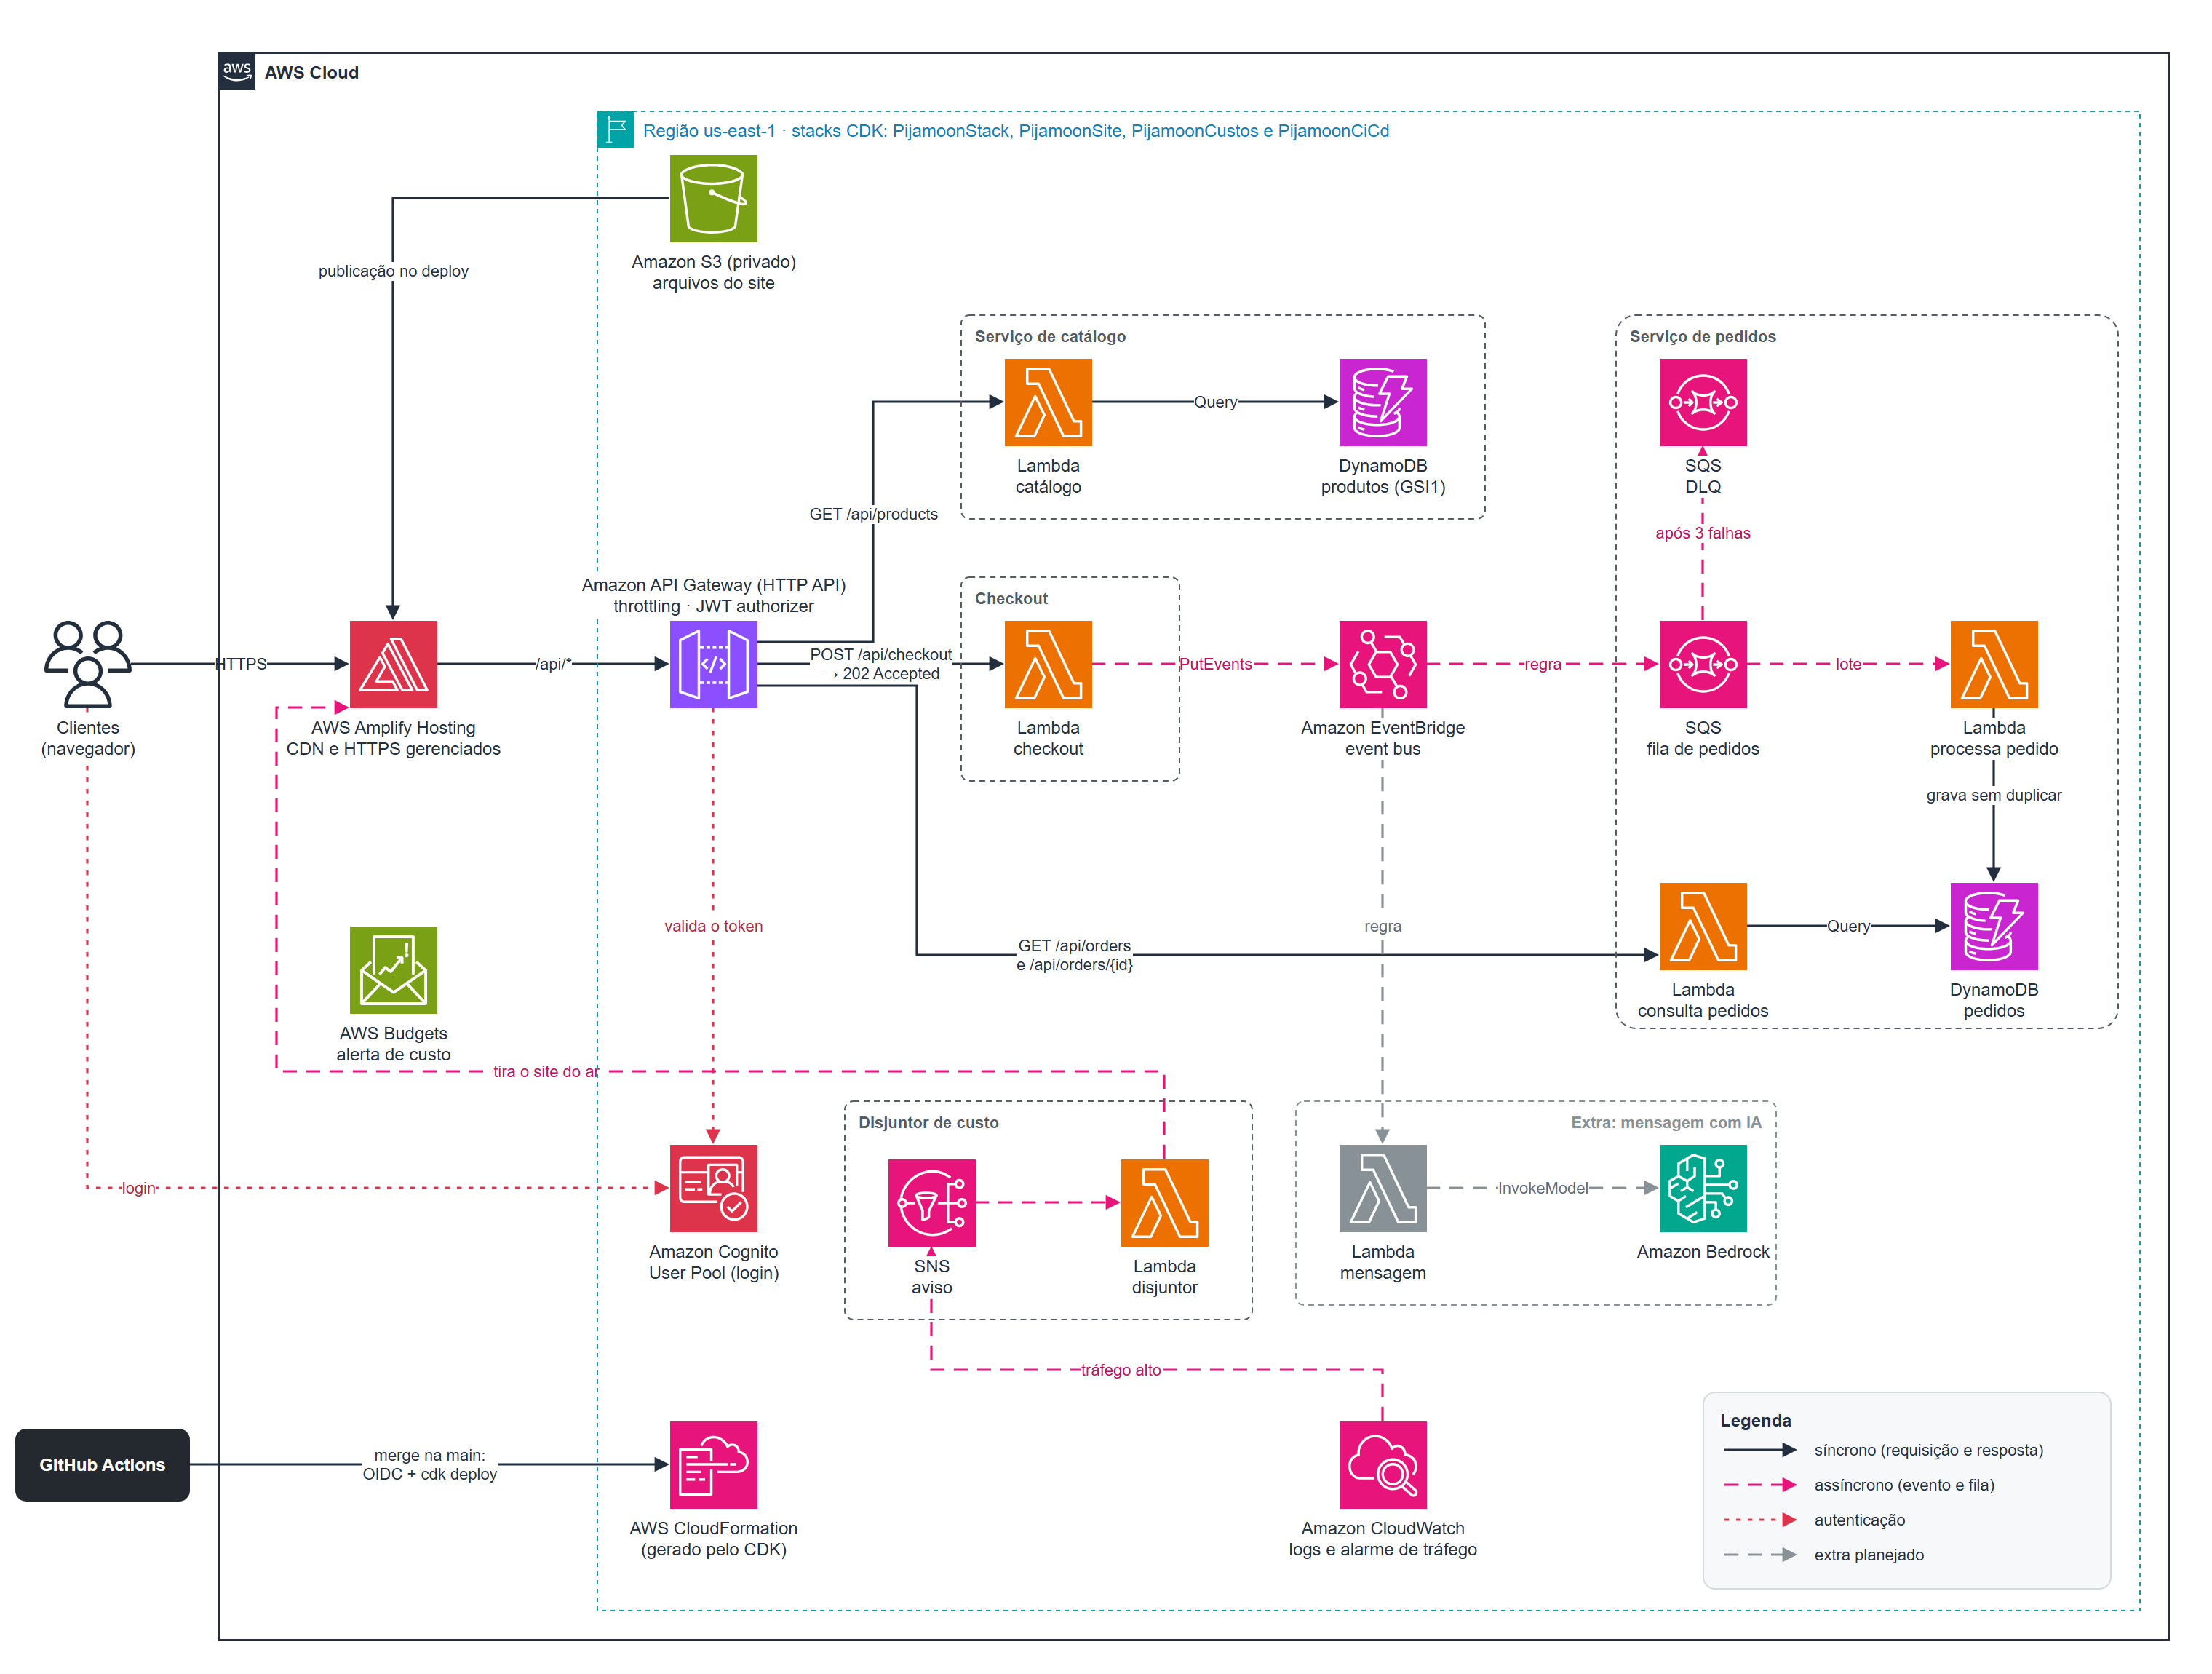 aws
AWS Cloud
Região us-east-1 · stacks CDK: PijamoonStack, PijamoonSite, PijamoonCustos e PijamoonCiCd
Amazon S3 (privado)
arquivos do site
publicação no deploy
Serviço de catálogo
Lambda
catálogo
Query
DynamoDB
produtos (GSI1)
GET /api/products
Serviço de pedidos
SQS
DLQ
após 3 falhas
Clientes
(navegador)
HTTPS
AWS Amplify Hosting
CDN e HTTPS gerenciados
/api/*
Amazon API Gateway (HTTP API)
throttling · JWT authorizer
</>
POST /api/checkout
→ 202 Accepted
Checkout
Lambda
checkout
PutEvents
Amazon EventBridge
event bus
regra
SQS
fila de pedidos
lote
Lambda
processa pedido
grava sem duplicar
valida o token
GET /api/orders
e /api/orders/{id}
regra
Lambda
consulta pedidos
Query
DynamoDB
pedidos
AWS Budgets
alerta de custo
tira o site do ar
login
Amazon Cognito
User Pool (login)
Disjuntor de custo
SNS
aviso
Lambda
disjuntor
Extra: mensagem com IA
Lambda
mensagem
InvokeModel
Amazon Bedrock
tráfego alto
GitHub Actions
merge na main:
OIDC + cdk deploy
AWS CloudFormation
(gerado pelo CDK)
Amazon CloudWatch
logs e alarme de tráfego
Legenda
síncrono (requisição e resposta)
assíncrono (evento e fila)
autenticação
extra planejado